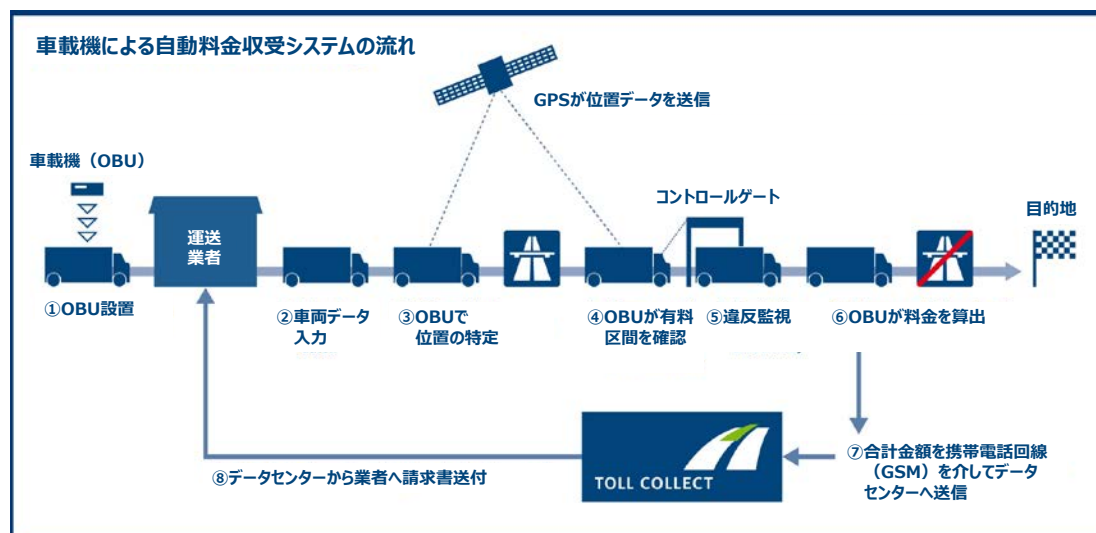 車載機による自動料金収受システムの流れ
GPSが位置データを送信
車載機（OBU）
コントロールゲート
目的地
運送
業者
①OBU設置
②車両データ
入力
③OBUで
位置の特定
④OBUが有料
区間を確認
⑤違反監視
⑥OBUが料金を算出
⑦合計金額を携帯電話回線
（GSM）を介してデータ
センターへ送信
TOLL COLLECT
⑧データセンターから業者へ請求書送付